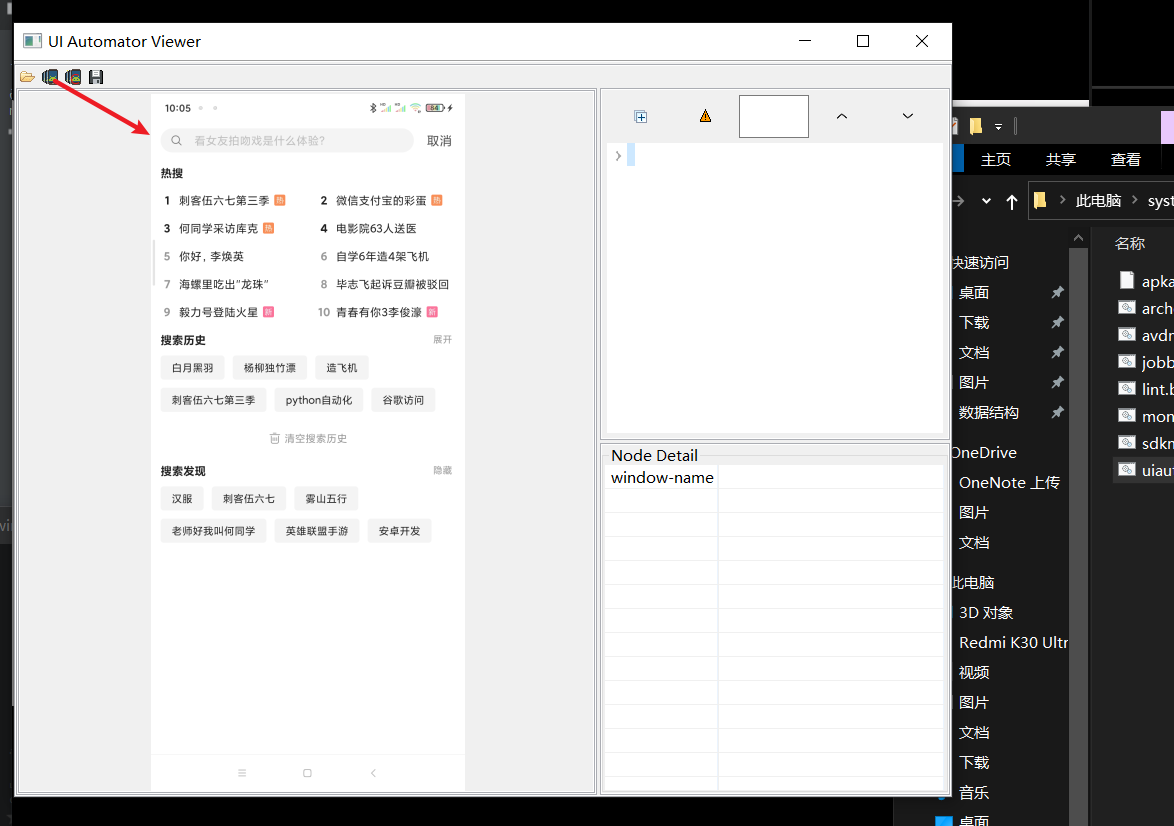 UI Automator Viewer
10:05
64
看女友拍吻戏是什么体验?
取消
热搜
1 刺客伍六七第三季 热
2 微信支付宝的彩蛋 热
3 何同学采访库克 热
4 电影院63人送医
5 你好, 李焕英
6 自学6年造4架飞机
7 海螺里吃出"龙珠"
8 毕志飞起诉豆瓣被驳回
9 毅力号登陆火星 新
10 青春有你3李俊濠 新
搜索历史
展开
白月黑羽 杨柳独竹漂 造飞机
刺客伍六七第三季 python自动化 谷歌访问
清空搜索历史
搜索发现
隐藏
汉服 刺客伍六七 雾山五行
老师好我叫何同学 英雄联盟手游 安卓开发
Node Detail
window-name
主页 共享 查看
此电脑
syst
名称
快速访问
桌面
下载
文档
图片
数据结构
OneDrive
OneNote 上传
图片
文档
此电脑
3D 对象
Redmi K30 Ultr
视频
图片
文档
下载
音乐
桌面
apka
arch
avdn
jobb
lint.b
mon
sdkn
uiau